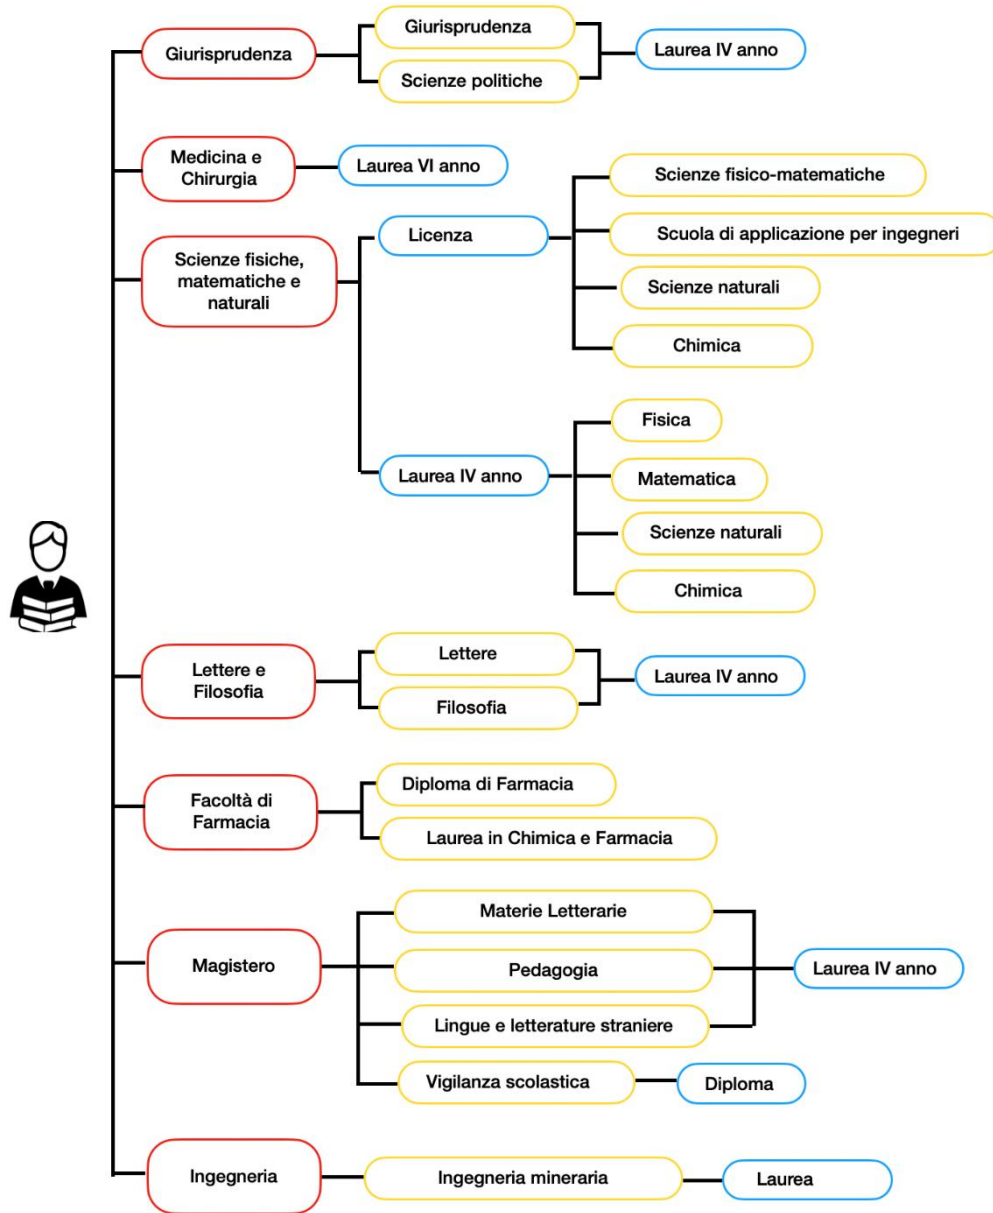 Giurisprudenza
Giurisprudenza
Scienze politiche
Laurea IV anno
Medicina e
Chirurgia
Laurea VI anno
Scienze fisiche,
matematiche e
naturali
Licenza
Scienze fisico-matematiche
Scuola di applicazione per ingegneri
Scienze naturali
Chimica
Laurea IV anno
Fisica
Matematica
Scienze naturali
Chimica
Lettere e
Filosofia
Lettere
Filosofia
Laurea IV anno
Facoltà di
Farmacia
Diploma di Farmacia
Laurea in Chimica e Farmacia
Magistero
Materie Letterarie
Pedagogia
Lingue e letterature straniere
Laurea IV anno
Vigilanza scolastica
Diploma
Ingegneria
Ingegneria mineraria
Laurea